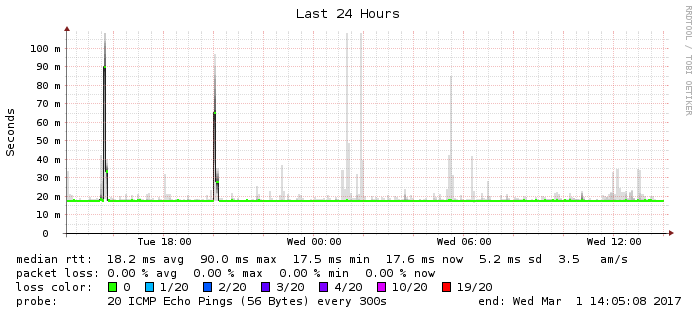 Last 24 Hours
RRDTOOL / TOBI OETIKER
Seconds
100 m
90 m
80 m
70 m
60 m
50 m
40 m
30 m
20 m
10 m
0
Tue 18:00 Wed 00:00 Wed 06:00 Wed 12:00
median rtt: 18.2 ms avg 90.0 ms max 17.5 ms min 17.6 ms now 5.2 ms sd 3.5 am/s
packet loss: 0.00 % avg 0.00 % max 0.00 % min 0.00 % now
loss color: 0 1/20 2/20 3/20 4/20 10/20 19/20
probe: 20 ICMP Echo Pings (56 Bytes) every 300s end: Wed Mar 1 14:05:08 2017